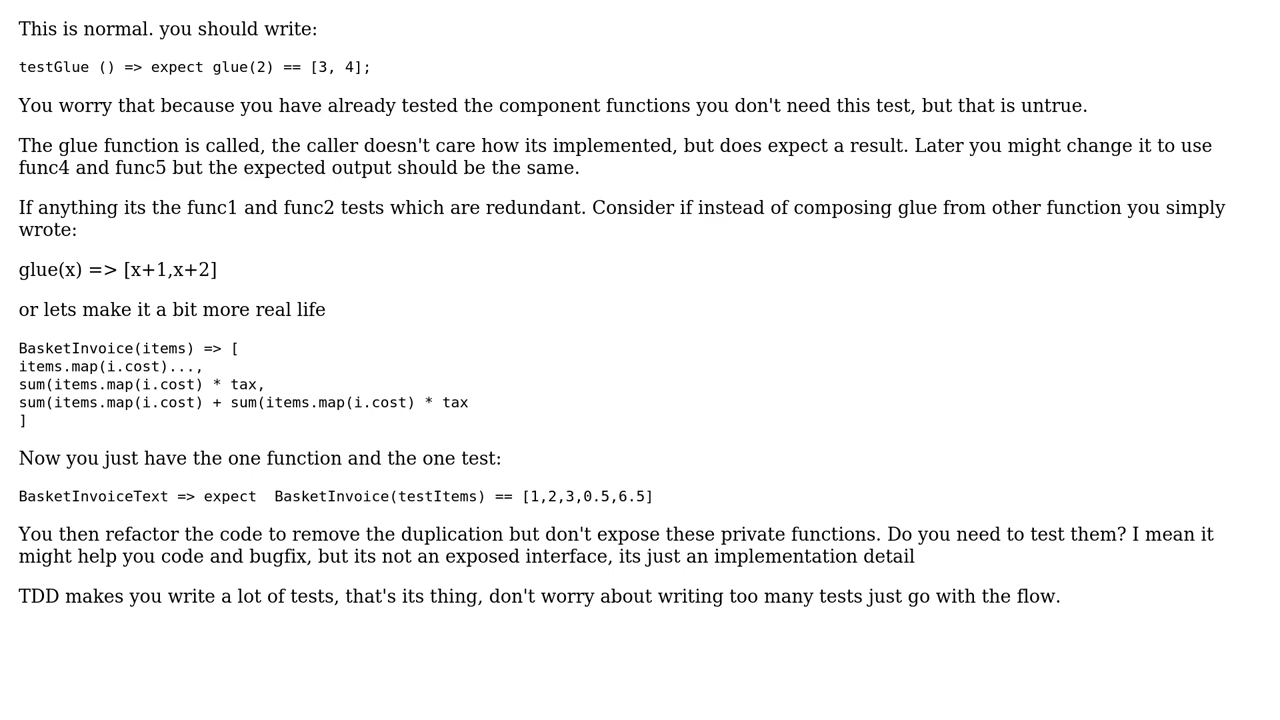 This is normal. you should write:
testGlue () => expect glue(2) == [3, 4];
You worry that because you have already tested the component functions you don't need this test, but that is untrue.
The glue function is called, the caller doesn't care how its implemented, but does expect a result. Later you might change it to use
func4 and func5 but the expected output should be the same.
If anything its the func1 and func2 tests which are redundant. Consider if instead of composing glue from other function you simply
wrote:
glue(x) => [x+1,x+2]
or lets make it a bit more real life
BasketInvoice(items) => [
items.map(i.cost)...,
sum(items.map(i.cost) * tax,
sum(items.map(i.cost) + sum(items.map(i.cost) * tax
]
Now you just have the one function and the one test:
BasketInvoiceText => expect  BasketInvoice(testItems) == [1,2,3,0.5,6.5]
You then refactor the code to remove the duplication but don't expose these private functions. Do you need to test them? I mean it
might help you code and bugfix, but its not an exposed interface, its just an implementation detail
TDD makes you write a lot of tests, that's its thing, don't worry about writing too many tests just go with the flow.